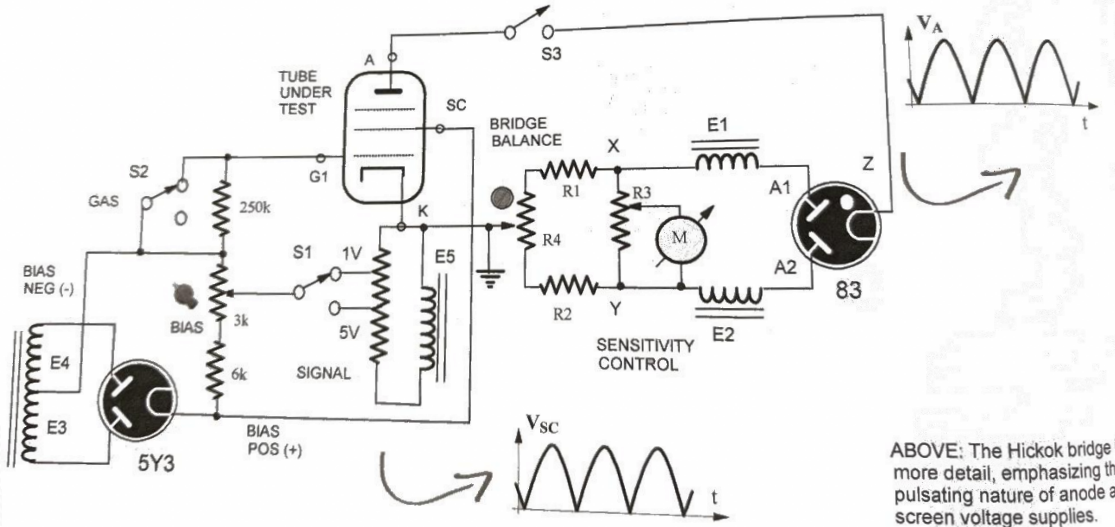 V_A
t
S3
A
TUBE
UNDER
TEST
SC
BRIDGE
BALANCE
X
E1
Z
S2
G1
R1
A1
GAS
250k
K
R3
M
R4
E5
S1
1V
A2
BIAS
NEG (-)
R2
Y
E2
83
BIAS
3k
5V
SENSITIVITY
CONTROL
E4
SIGNAL
6k
E3
BIAS
POS (+)
5Y3
V_SC
t
ABOVE: The Hickok bridge
more detail, emphasizing
pulsating nature of anode
screen voltage supplies.